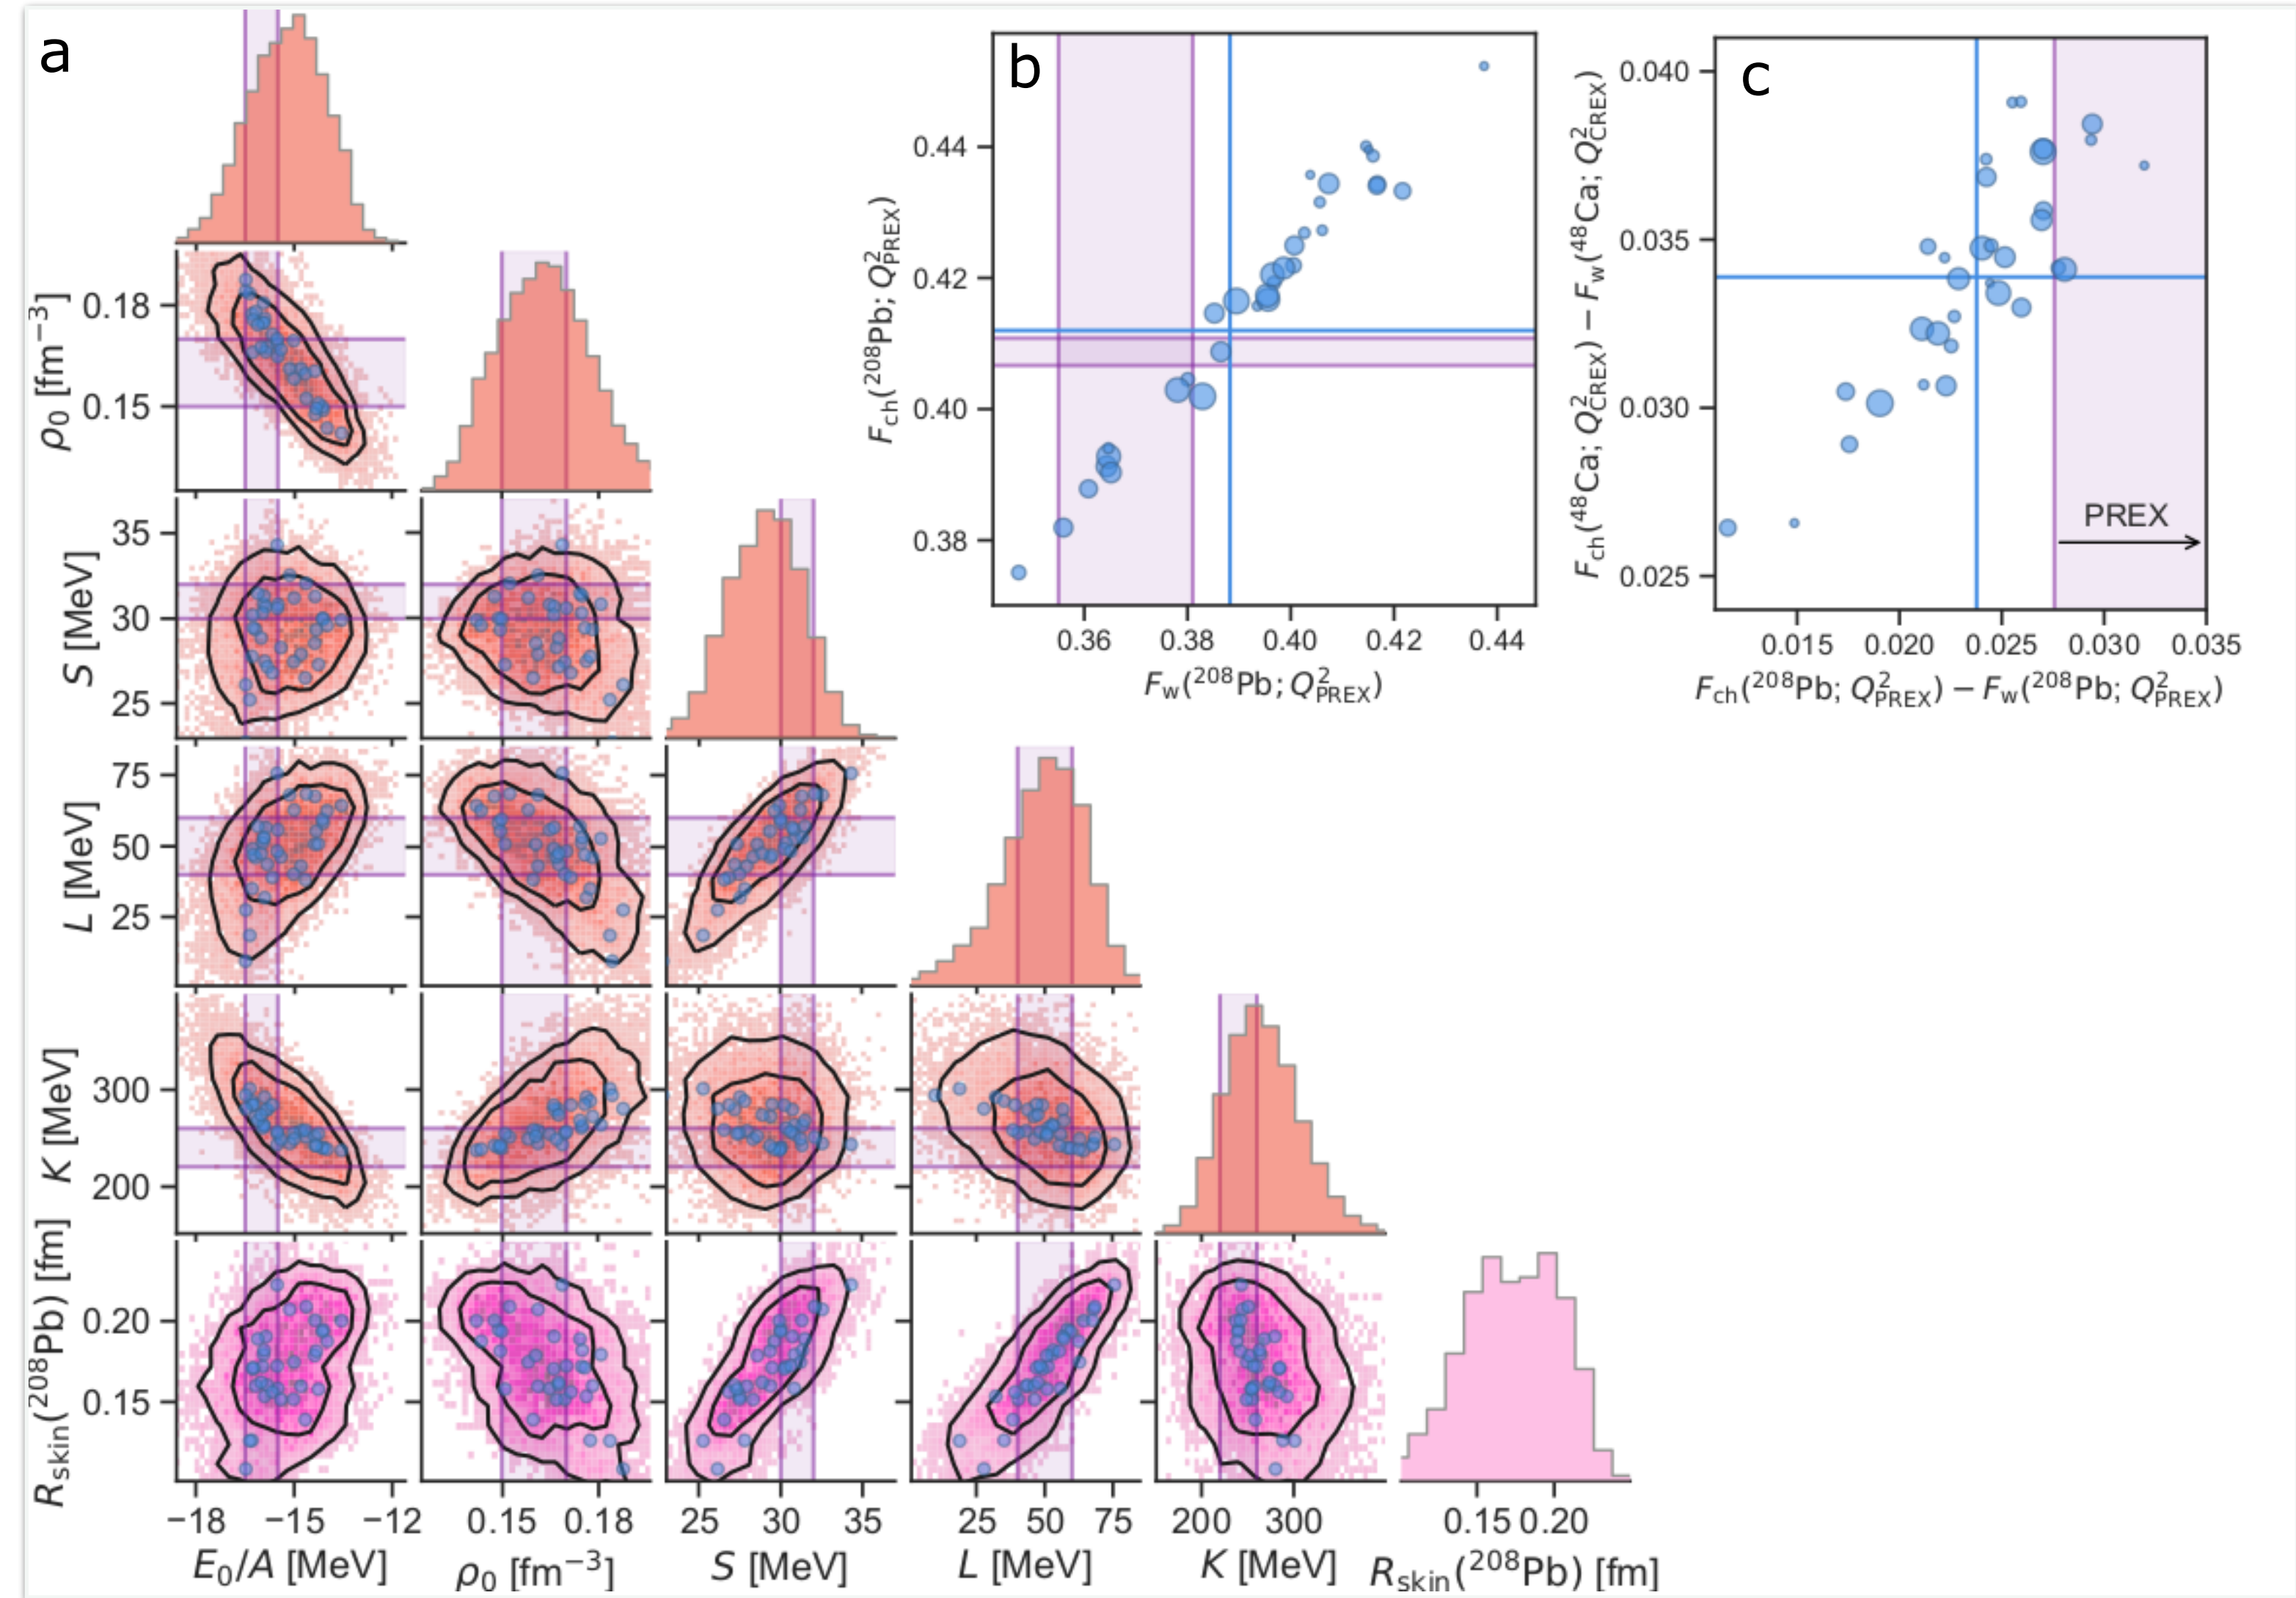 a
b
c
ρ0 [fm−3]
0.18
0.15
S [MeV]
35
30
25
L [MeV]
75
50
25
K [MeV]
300
200
Rskin(208Pb) [fm]
0.20
0.15
−18 −15 −12
E0/A [MeV]
0.15 0.18
ρ0 [fm−3]
25 30 35
S [MeV]
25 50 75
L [MeV]
200 300
K [MeV]
0.15 0.20
Rskin(208Pb) [fm]
Fch(208Pb; Q2PREX)
0.44
0.42
0.40
0.38
0.36 0.38 0.40 0.42 0.44
Fw(208Pb; Q2PREX)
Fch(48Ca; Q2CREX) − Fw(48Ca; Q2CREX)
0.040
0.035
0.030
0.025
PREX
0.015 0.020 0.025 0.030 0.035
Fch(208Pb; Q2PREX) − Fw(208Pb; Q2PREX)